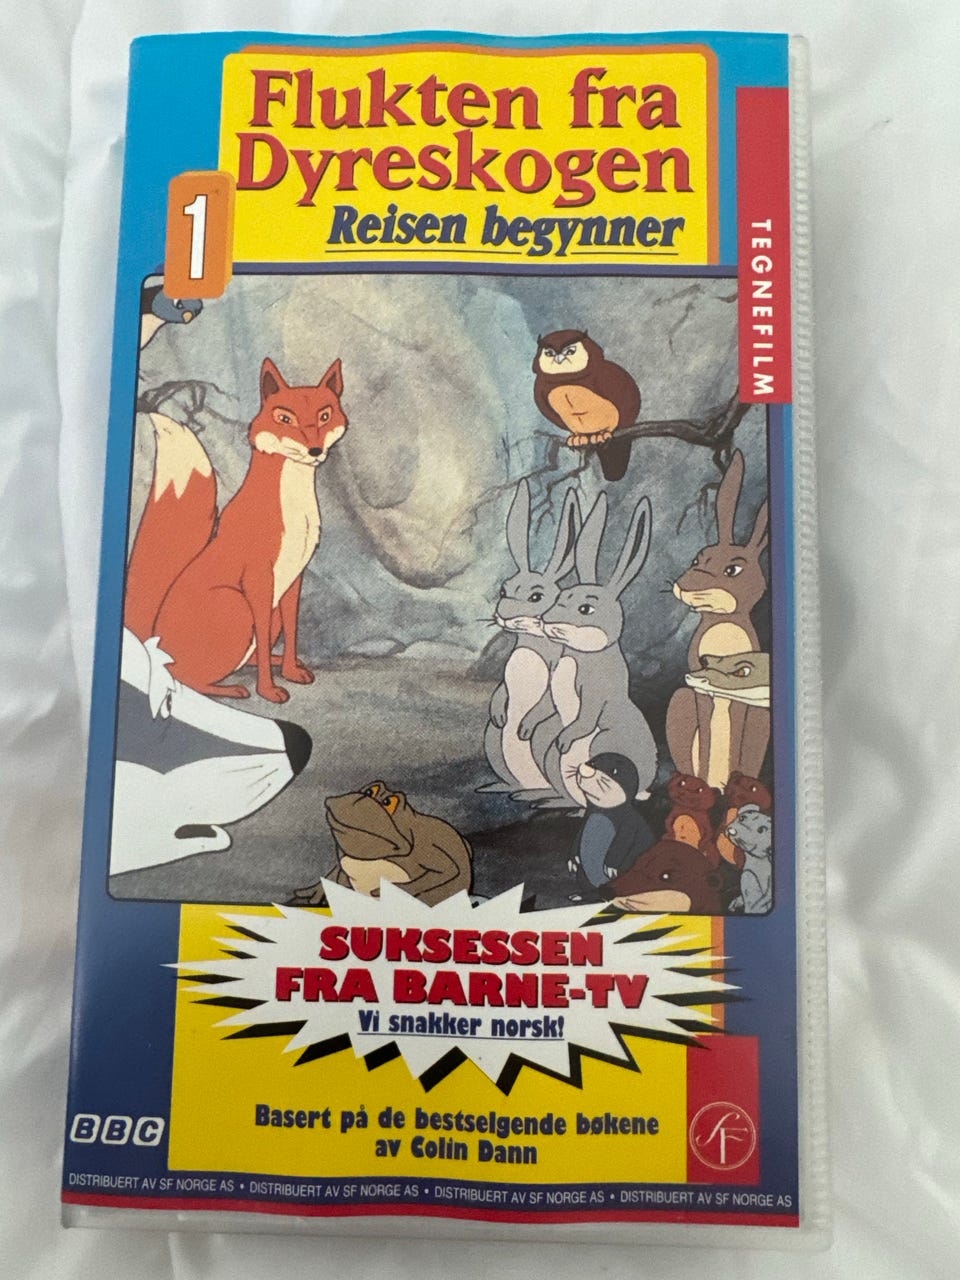 Flukten fra
Dyreskogen
Reisen begynner
1
TEGNEFILM
SUKSESSEN
FRA BARNE-TV
Vi snakker norsk!
Basert på de bestselgende bøkene
av Colin Dann
BBC
SF
DISTRIBUERT AV SF NORGE AS • DISTRIBUERT AV SF NORGE AS • DISTRIBUERT AV SF NORGE AS • DISTRIBUERT AV SF NORGE AS